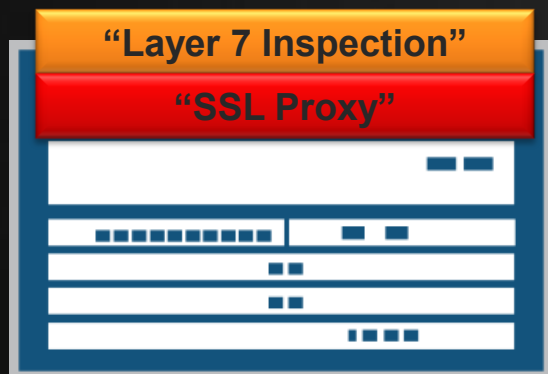 “Layer 7 Inspection”
“SSL Proxy”